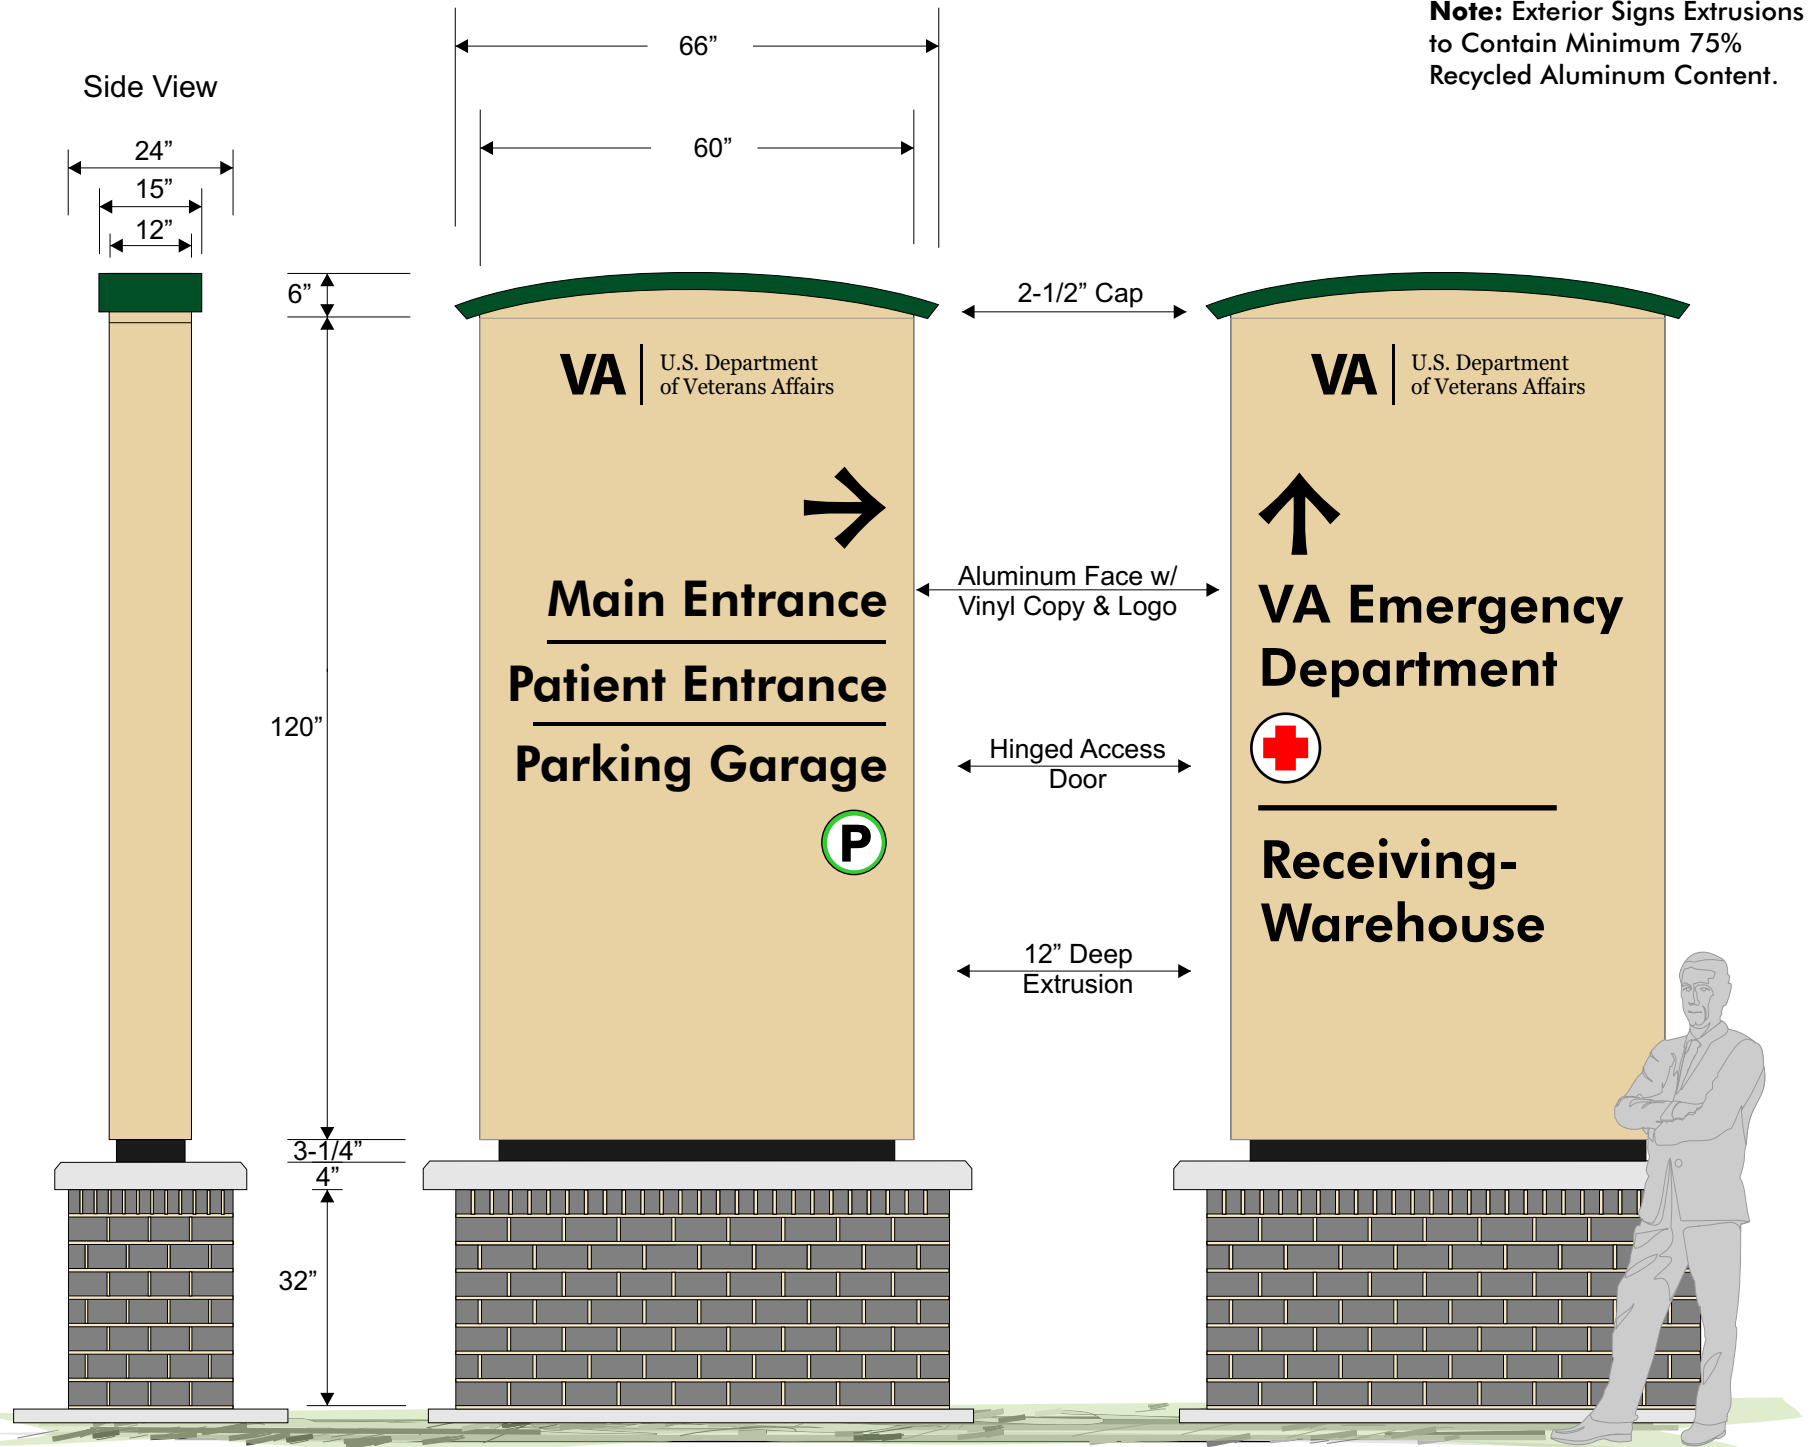 Note: Exterior Signs Extrusions
to Contain Minimum 75%
Recycled Aluminum Content.
Side View
24”
15”
12”
66”
60”
6”
120”
3-1/4”
4”
32”
2-1/2” Cap
Aluminum Face w/
Vinyl Copy & Logo
Hinged Access
Door
12” Deep
Extrusion
VA
U.S. Department
of Veterans Affairs
Main Entrance
Patient Entrance
Parking Garage
P
VA
U.S. Department
of Veterans Affairs
VA Emergency
Department
Receiving-
Warehouse